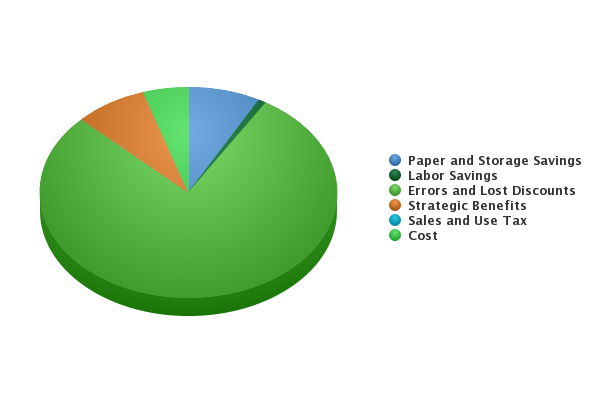 Paper and Storage Savings
Labor Savings
Errors and Lost Discounts
Strategic Benefits
Sales and Use Tax
Cost